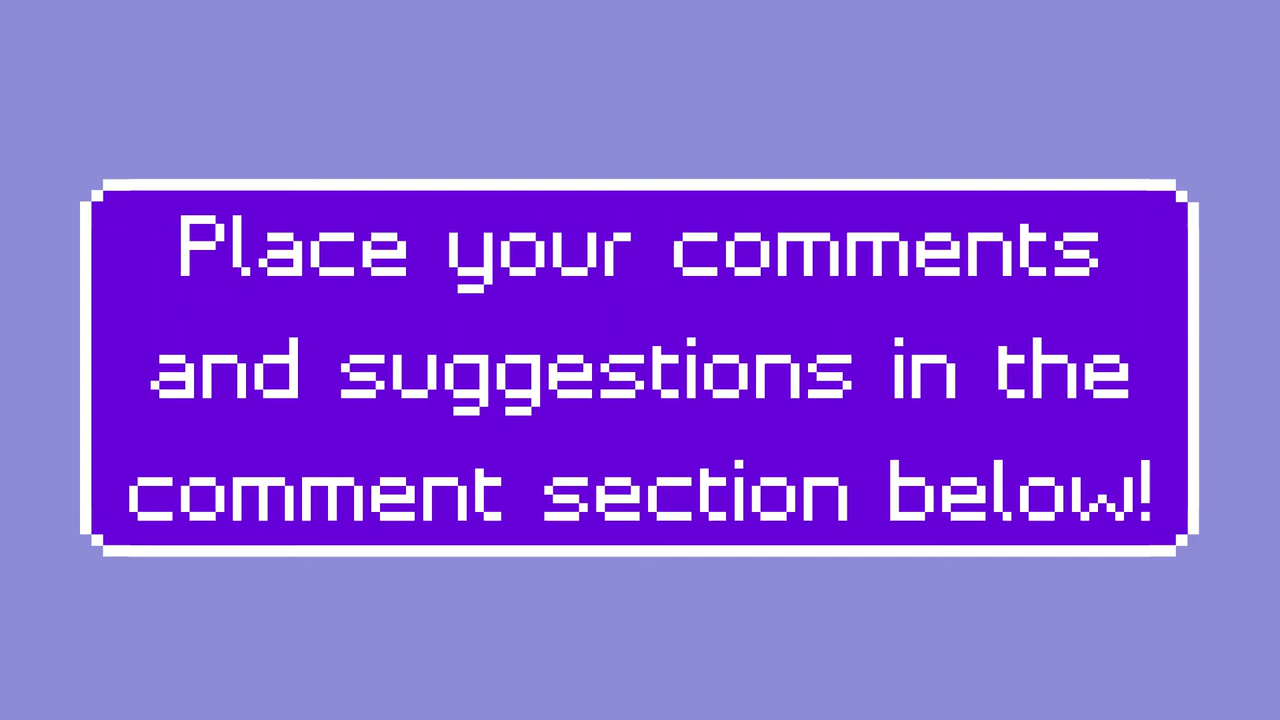 Place your comments
and suggestions in the
comment section below!